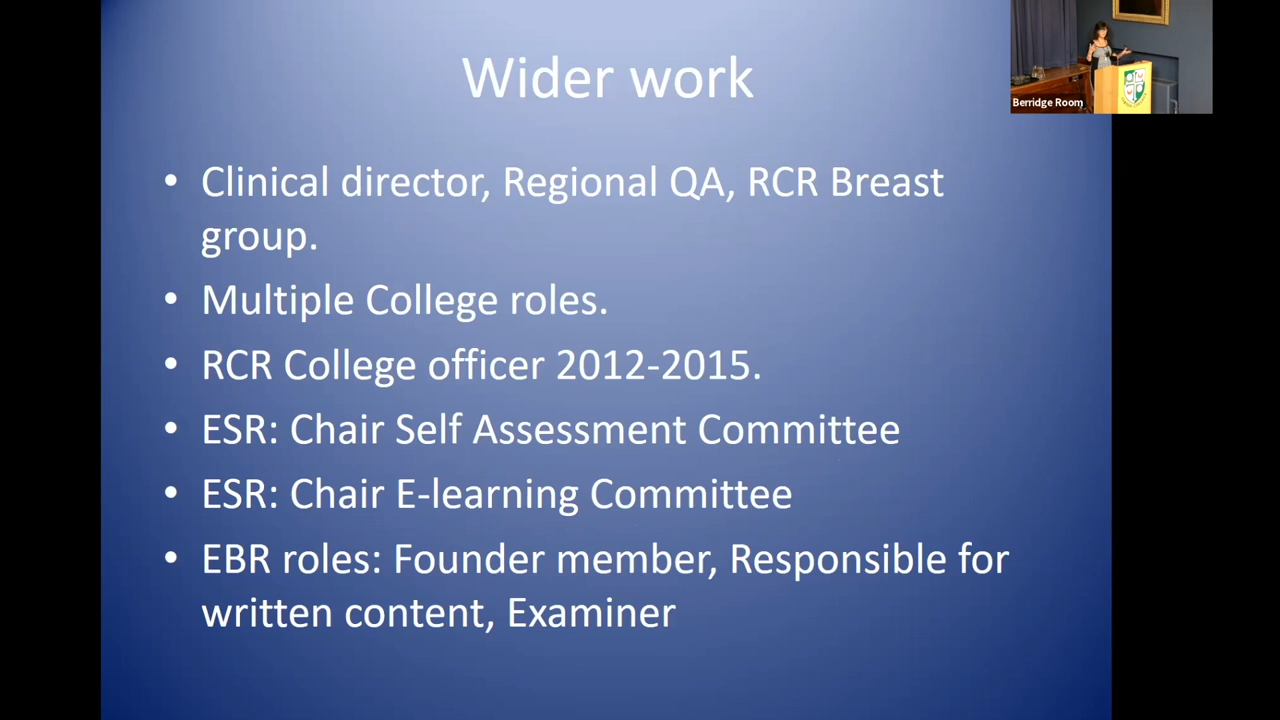 Wider work
Berridge Room
• Clinical director, Regional QA, RCR Breast
group.
• Multiple College roles.
• RCR College officer 2012-2015.
• ESR: Chair Self Assessment Committee
• ESR: Chair E-learning Committee
• EBR roles: Founder member, Responsible for
written content, Examiner